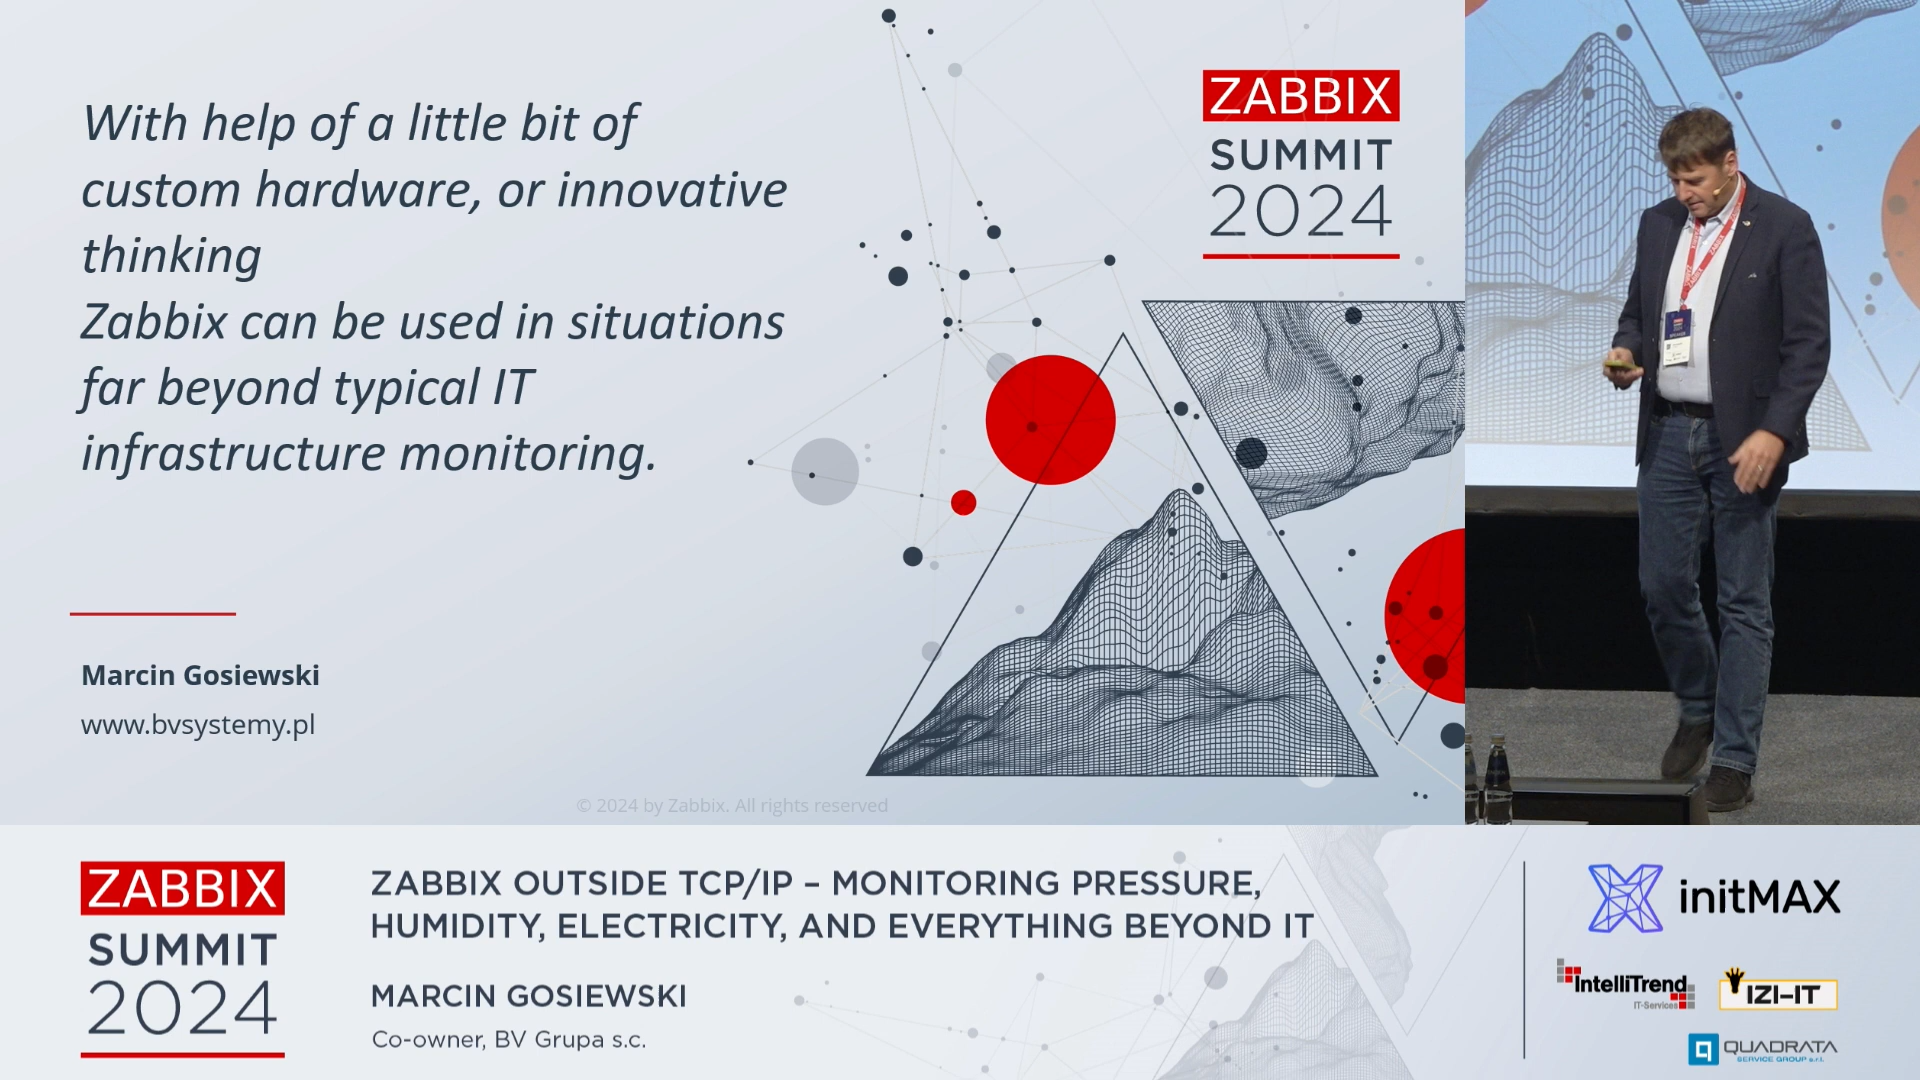 With help of a little bit of
custom hardware, or innovative
thinking
Zabbix can be used in situations
far beyond typical IT
infrastructure monitoring.
Marcin Gosiewski
www.bvsystemy.pl
© 2024 by Zabbix. All rights reserved
ZABBIX
SUMMIT
2024
ZABBIX
SUMMIT
2024
ZABBIX OUTSIDE TCP/IP – MONITORING PRESSURE,
HUMIDITY, ELECTRICITY, AND EVERYTHING BEYOND IT
MARCIN GOSIEWSKI
Co-owner, BV Grupa s.c.
initMAX
IntelliTrend
IT-Services
IZI-IT
QUADRATA
SERVICE GROUP s.r.l.